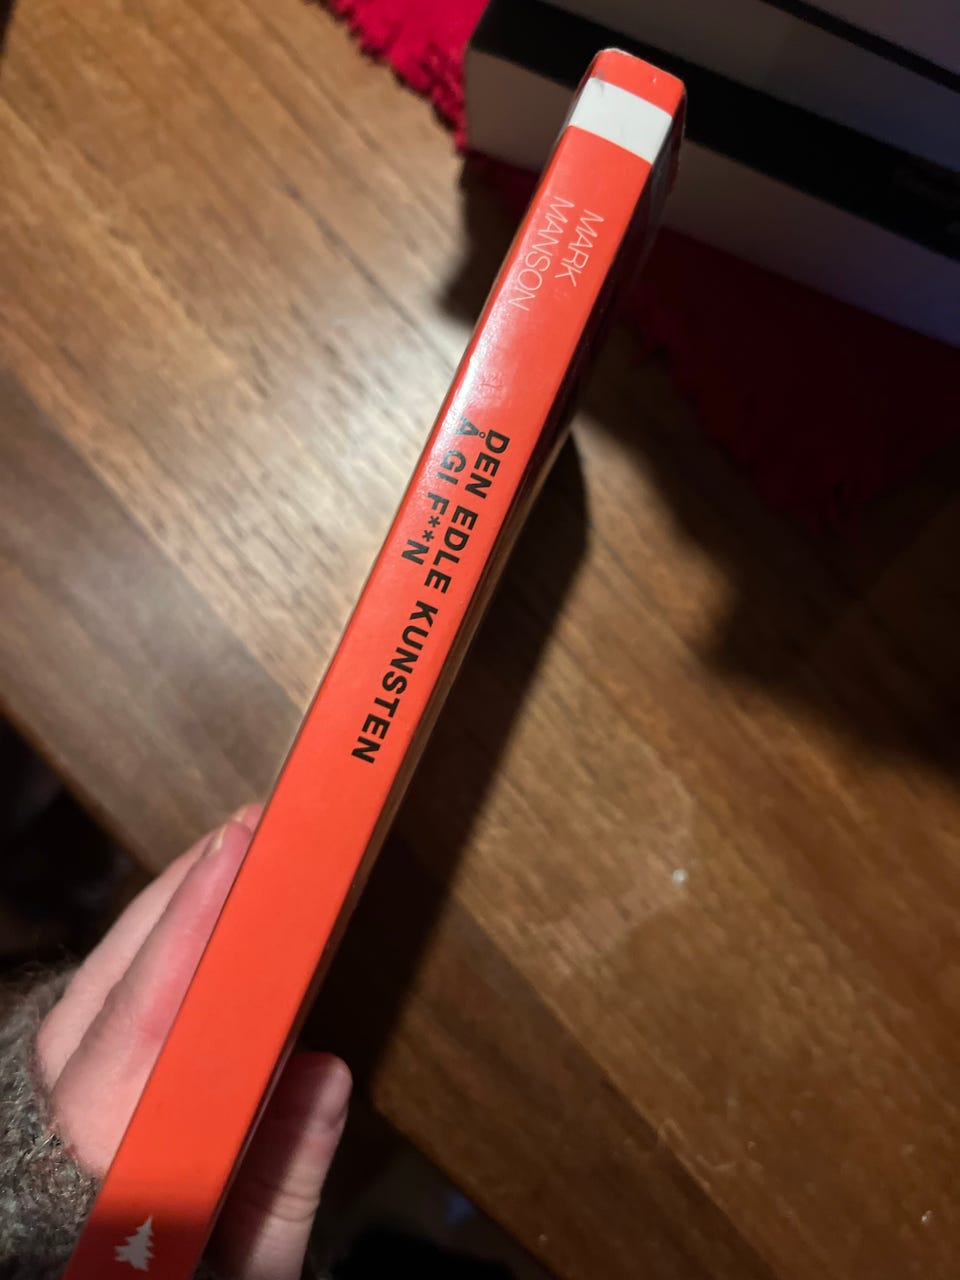 MARK
MANSON
DEN EDLE KUNSTEN
Å GI F**N